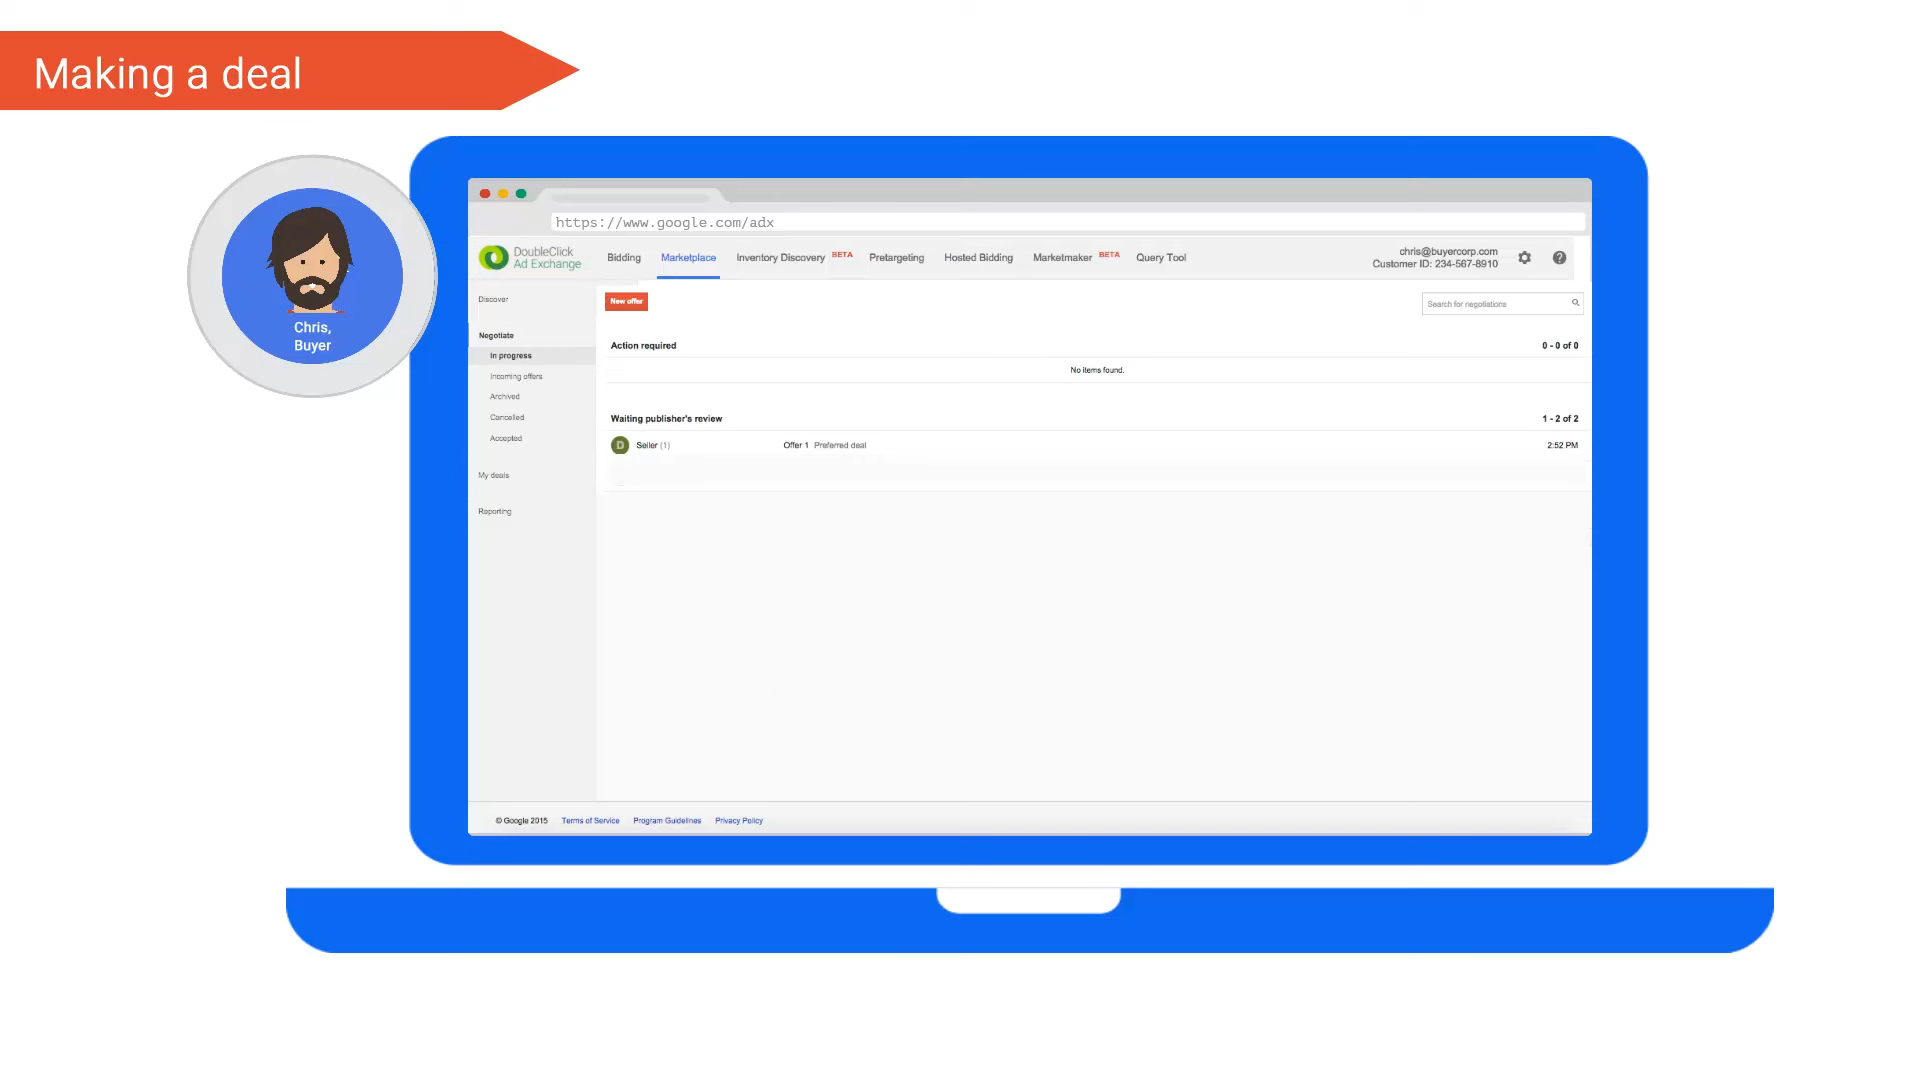 Making a deal
Chris,
Buyer
https://www.google.com/adx
DoubleClick
Ad Exchange
Bidding Marketplace Inventory Discovery BETA Pretargeting Hosted Bidding Marketmaker BETA Query Tool
chris@buyercorp.com
Customer ID: 234-567-8910
Discover
New offer
Search for negotiations
Negotiate
In progress
Incoming offers
Archived
Cancelled
Accepted
My deals
Reporting
Action required 0 - 0 of 0
No items found.
Waiting publisher's review 1 - 2 of 2
D Seller (1) Offer 1 Preferred deal 2:52 PM
© Google 2015 Terms of Service Program Guidelines Privacy Policy